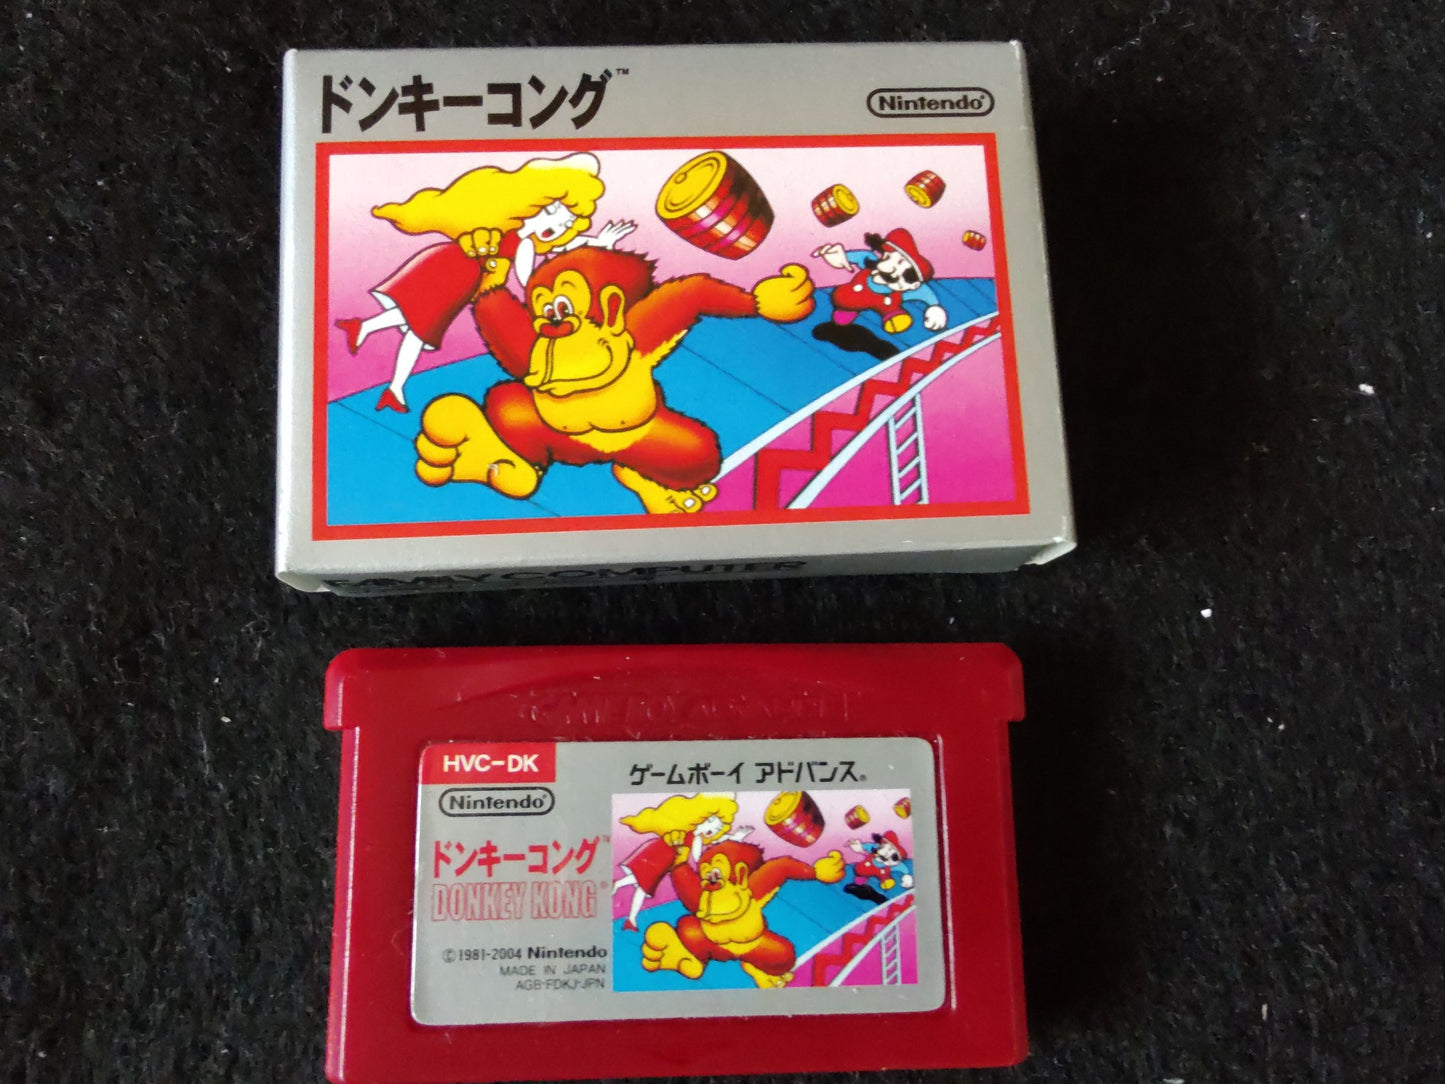 ドンキーコング™
Nintendo®
FAMILY COMPUTER
GAME BOY ADVANCE
HVC-DK
ゲームボーイ アドバンス®
Nintendo®
ドンキーコング™
DONKEY KONG®
©1981-2004 Nintendo
MADE IN JAPAN
AGB-FDKJ-JPN